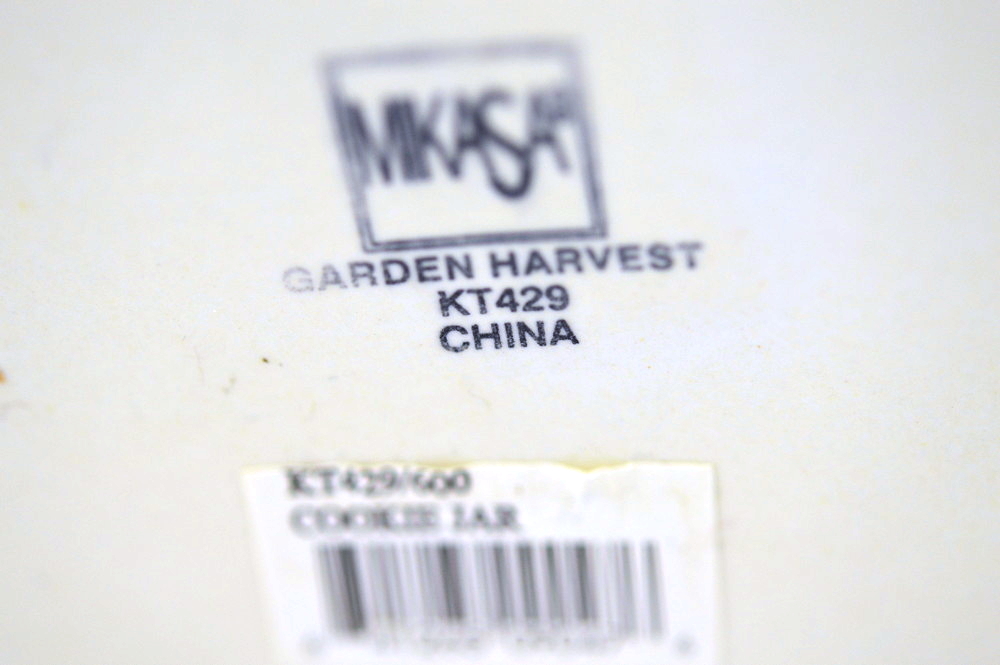 MIKASA
GARDEN HARVEST
KT429
CHINA
KT429/600
COOKIE JAR